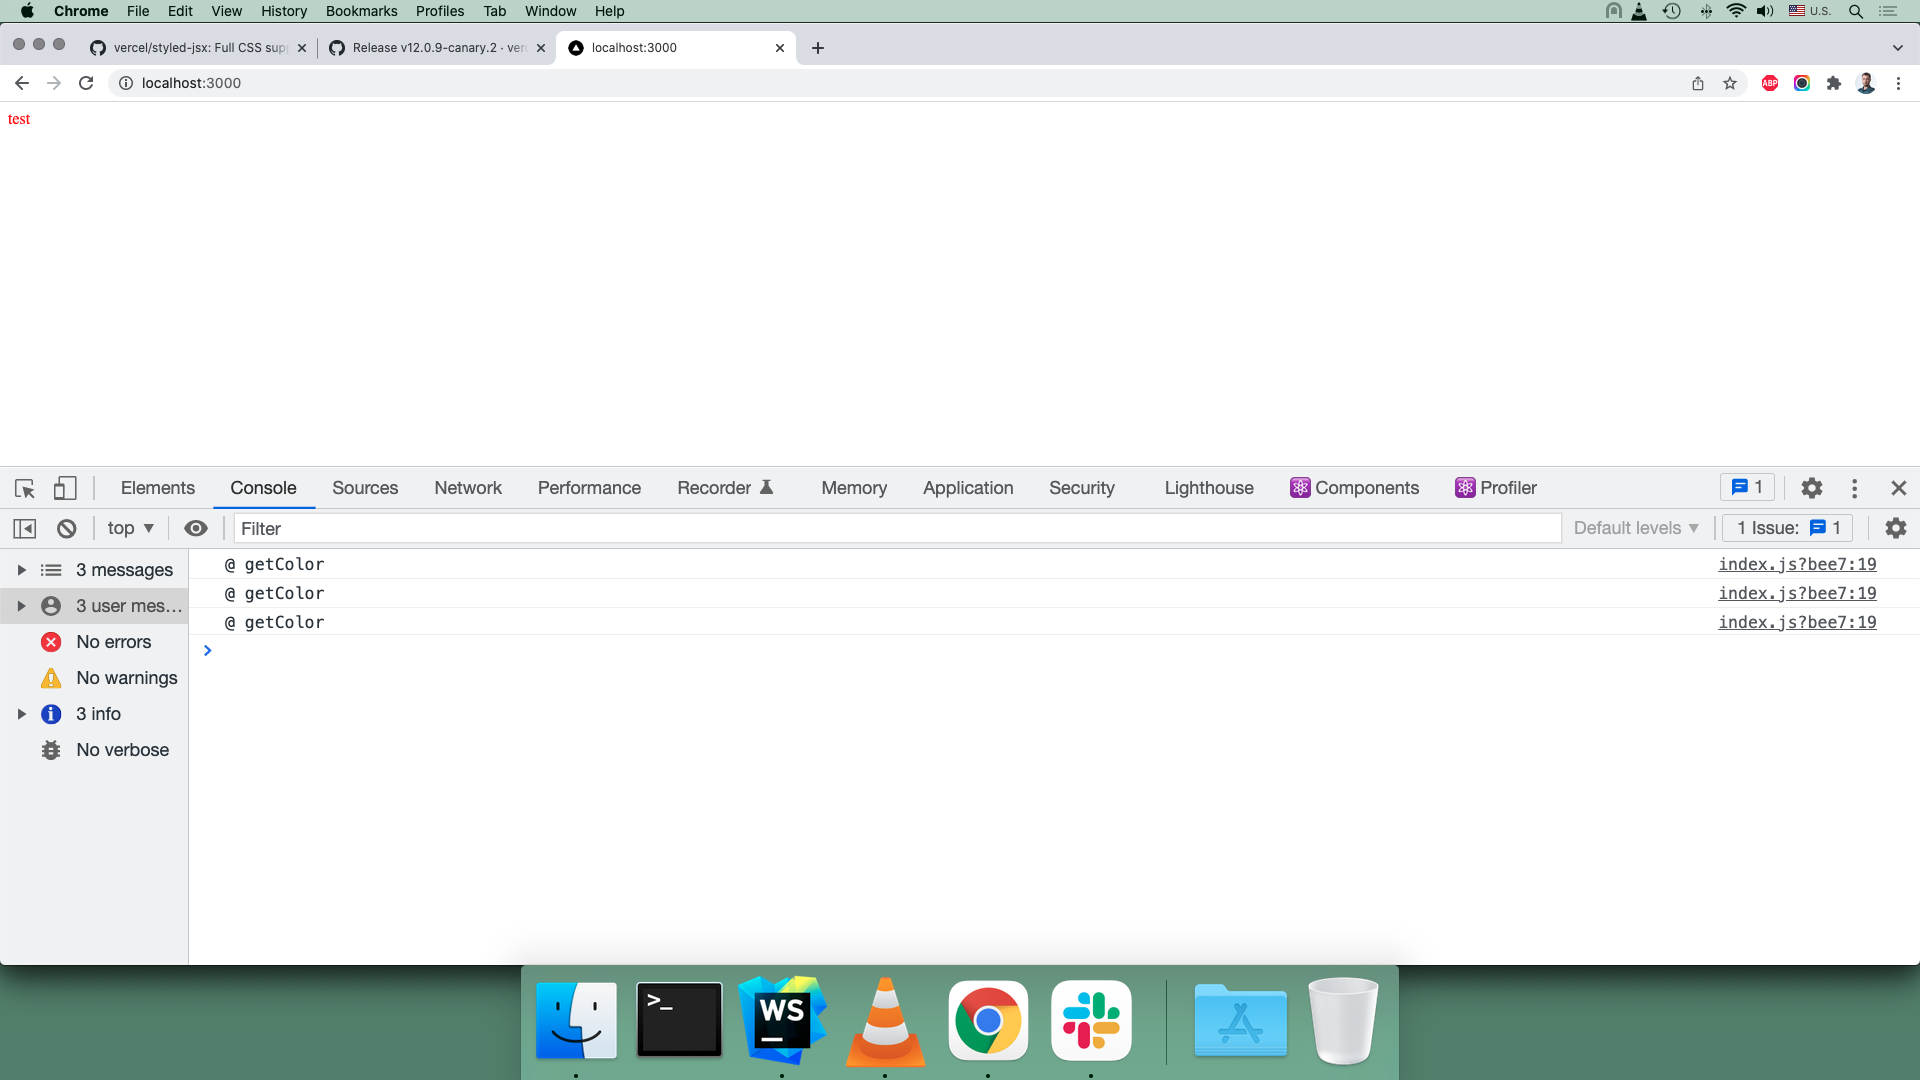 Chrome File Edit View History Bookmarks Profiles Tab Window Help U.S.
vercel/styled-jsx: Full CSS sup Release v12.0.9-canary.2 · ver localhost:3000
localhost:3000 ABP
test
Elements Console Sources Network Performance Recorder Memory Application Security Lighthouse Components Profiler 1
top Filter Default levels 1 Issue: 1
3 messages
3 user mes…
No errors
No warnings
3 info
No verbose
@ getColor index.js?bee7:19
@ getColor index.js?bee7:19
@ getColor index.js?bee7:19
>
>_ WS